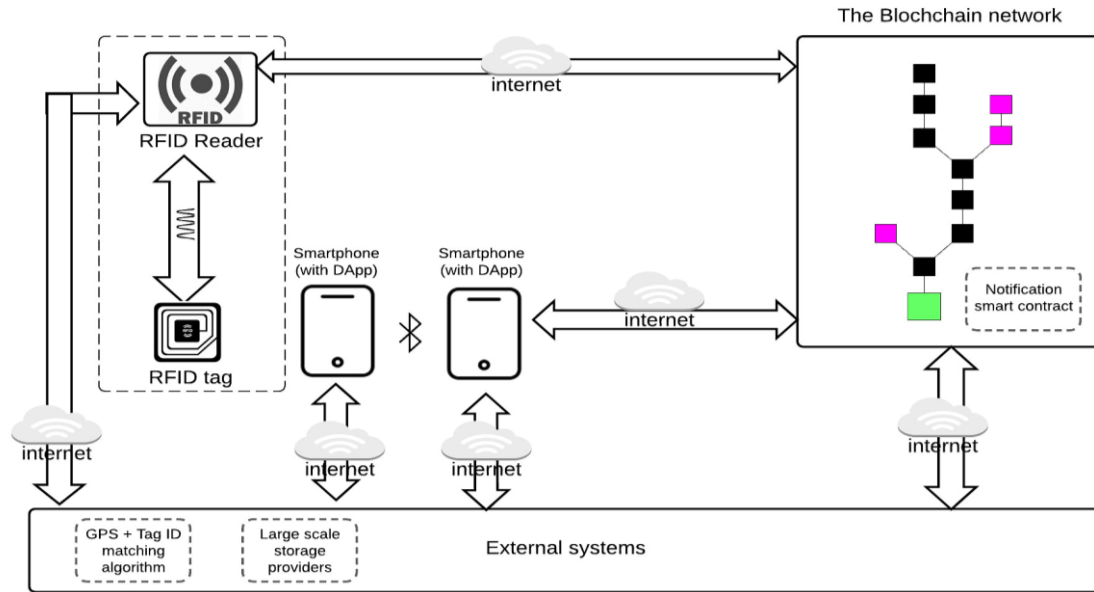 The Blochchain network
internet
RFID
RFID Reader
Smartphone
(with DApp)
Smartphone
(with DApp)
internet
Notification
smart contract
RFID tag
internet
internet
internet
internet
GPS + Tag ID
matching
algorithm
Large scale
storage
providers
External systems